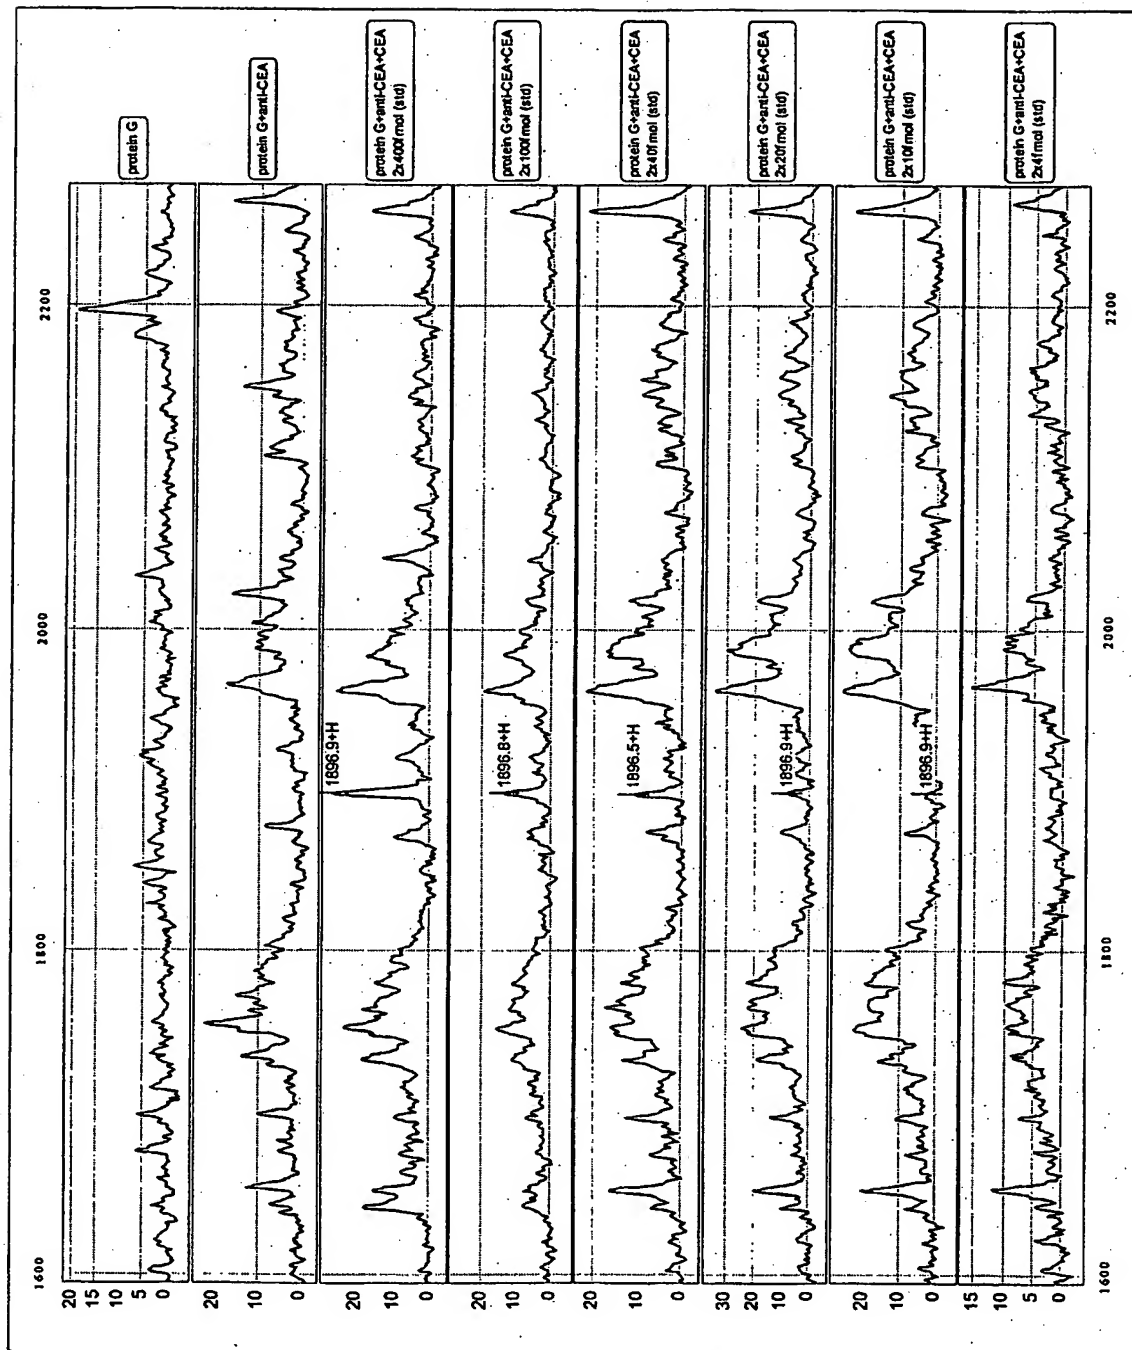 protein G
protein G+anti-CEA
protein G+anti-CEA+CEA
2x400fmol (std)
protein G+anti-CEA+CEA
2x100fmol (std)
protein G+anti-CEA+CEA
2x40fmol (std)
protein G+anti-CEA+CEA
2x20fmol (std)
protein G+anti-CEA+CEA
2x10fmol (std)
protein G+anti-CEA+CEA
2x4fmol (std)
1600
1800
2000
2200
20
15
10
5
0
10
0
20
10
0
1896.9+H
20
10
0
1896.8+H
20
10
0
1896.5+H
30
20
10
0
1896.9+H
20
10
0
1896.9+H
15
10
5
0
1600
1800
2000
2200